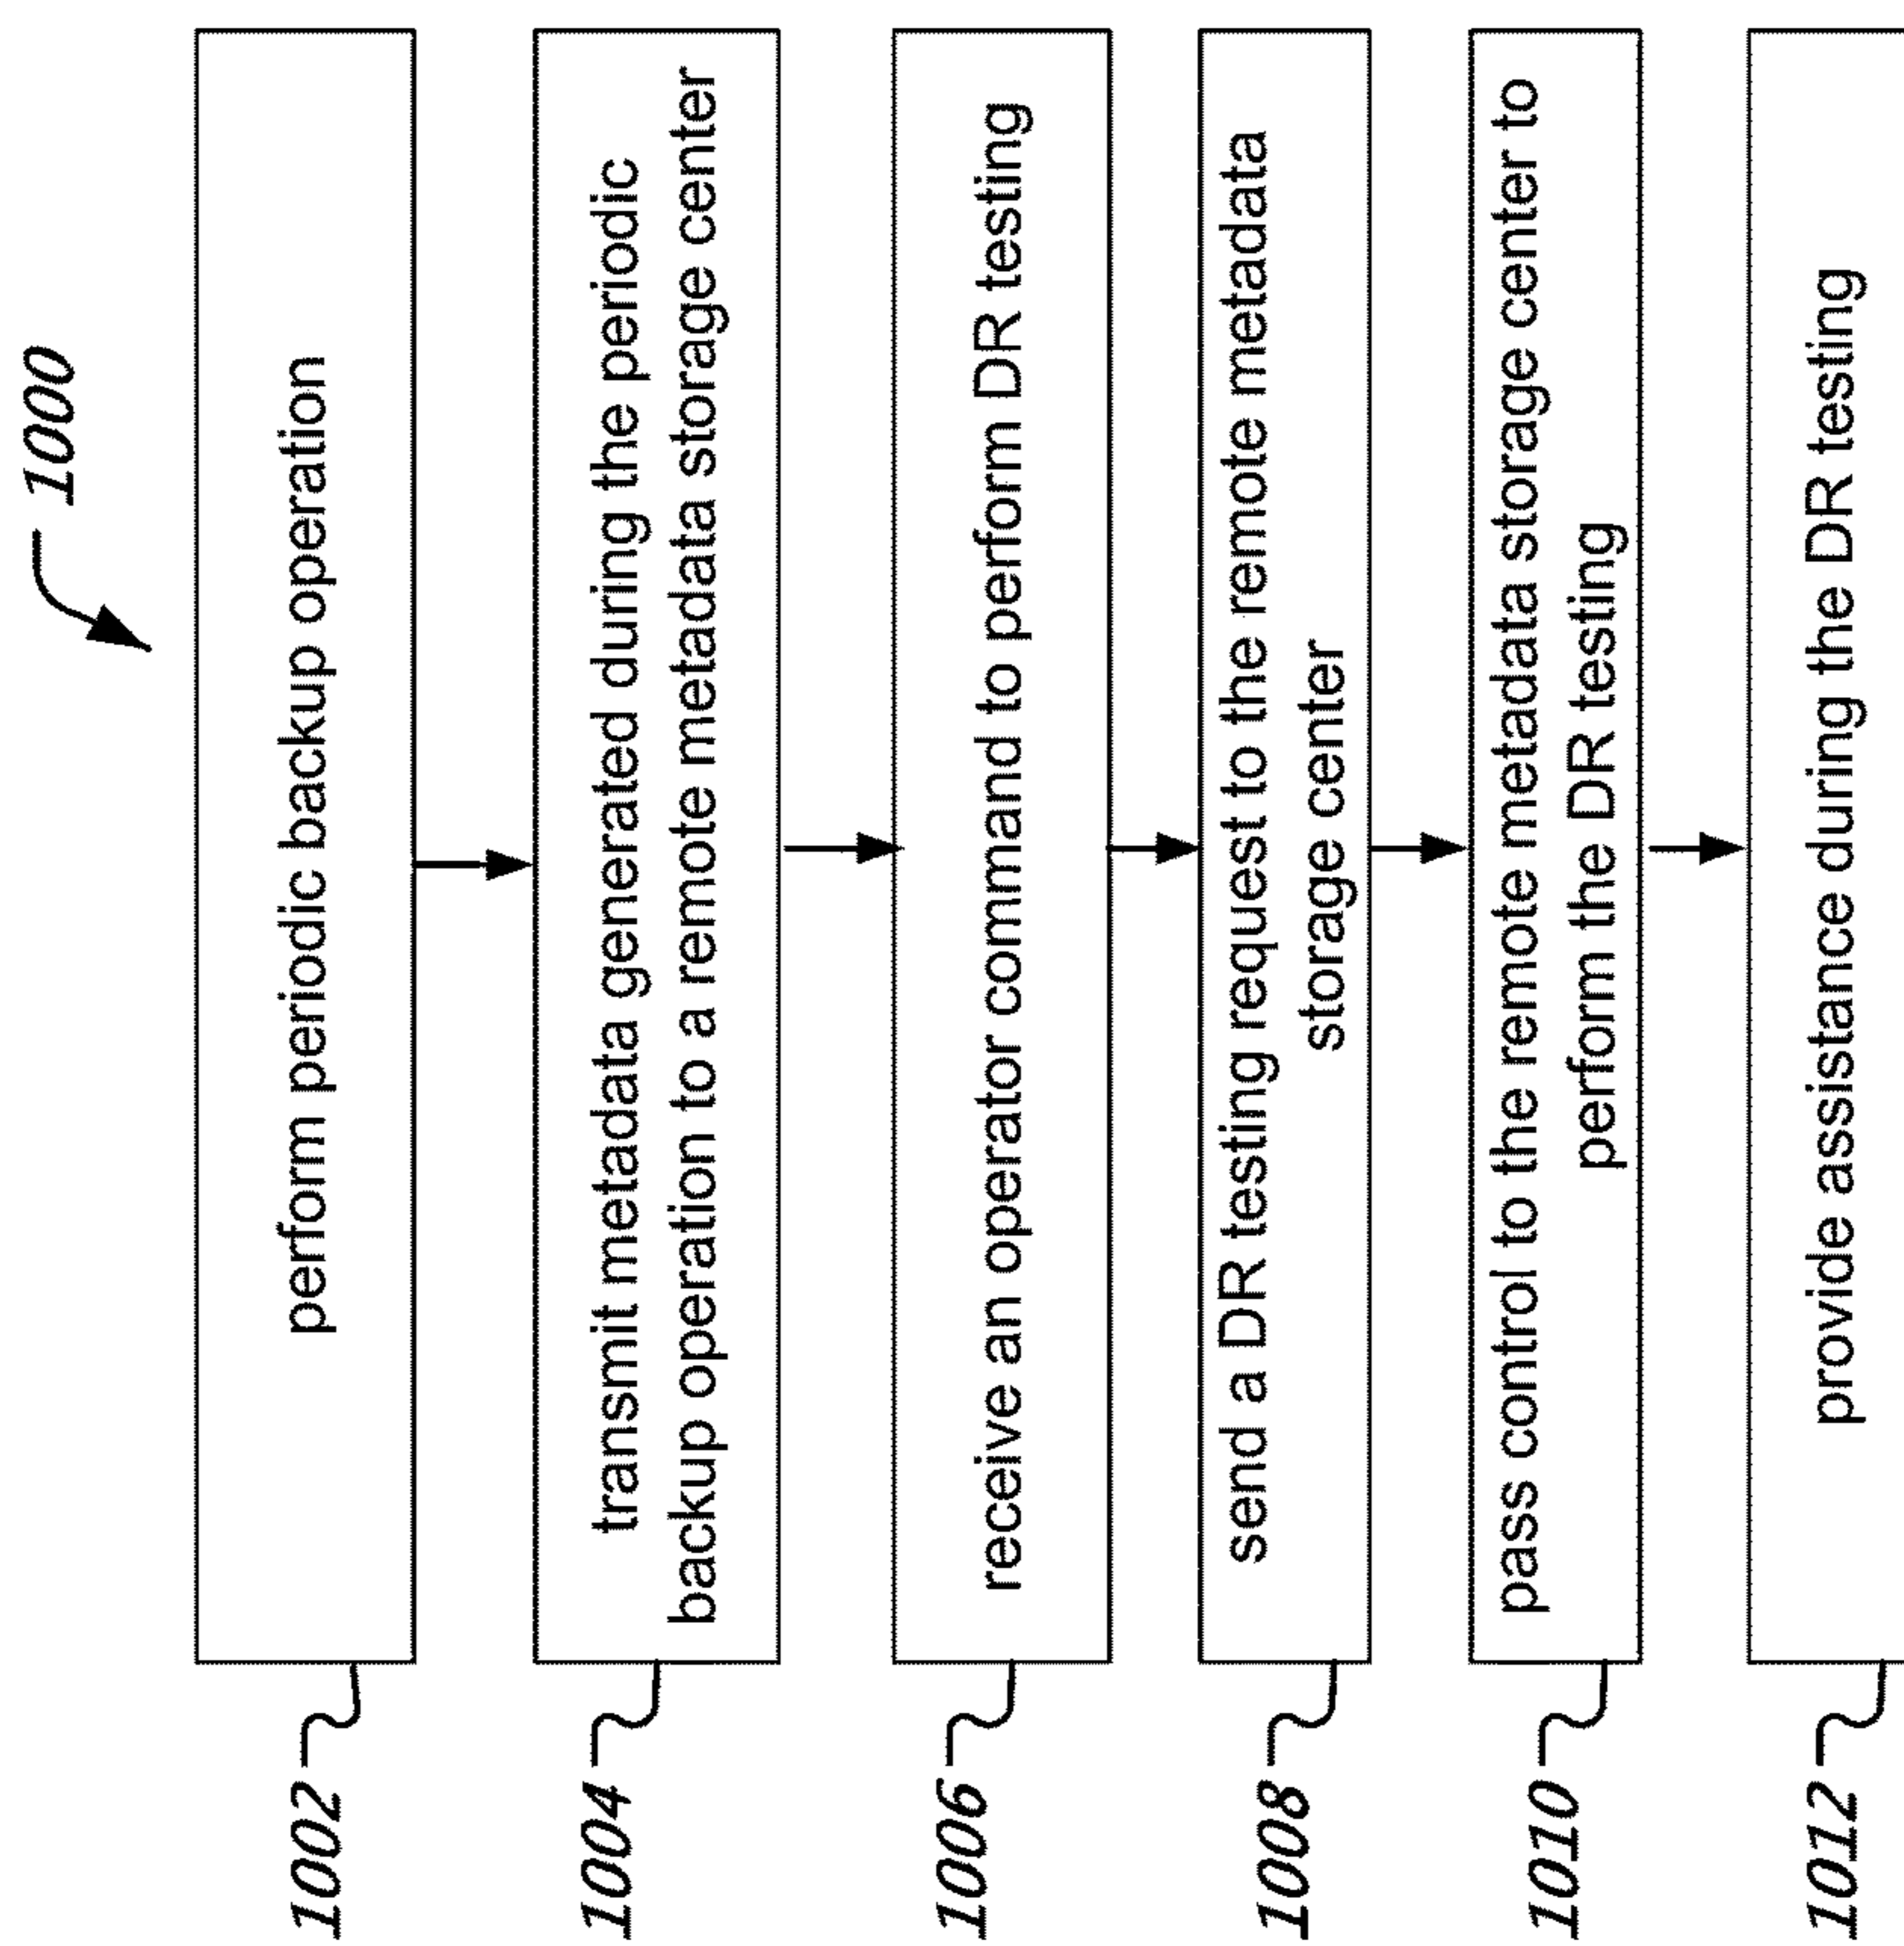 1000
1002
perform periodic backup operation
1004
transmit metadata generated during the periodic
backup operation to a remote metadata storage center
1006
receive an operator command to perform DR testing
1008
send a DR testing request to the remote metadata
storage center
1010
pass control to the remote metadata storage center to
perform the DR testing
1012
provide assistance during the DR testing